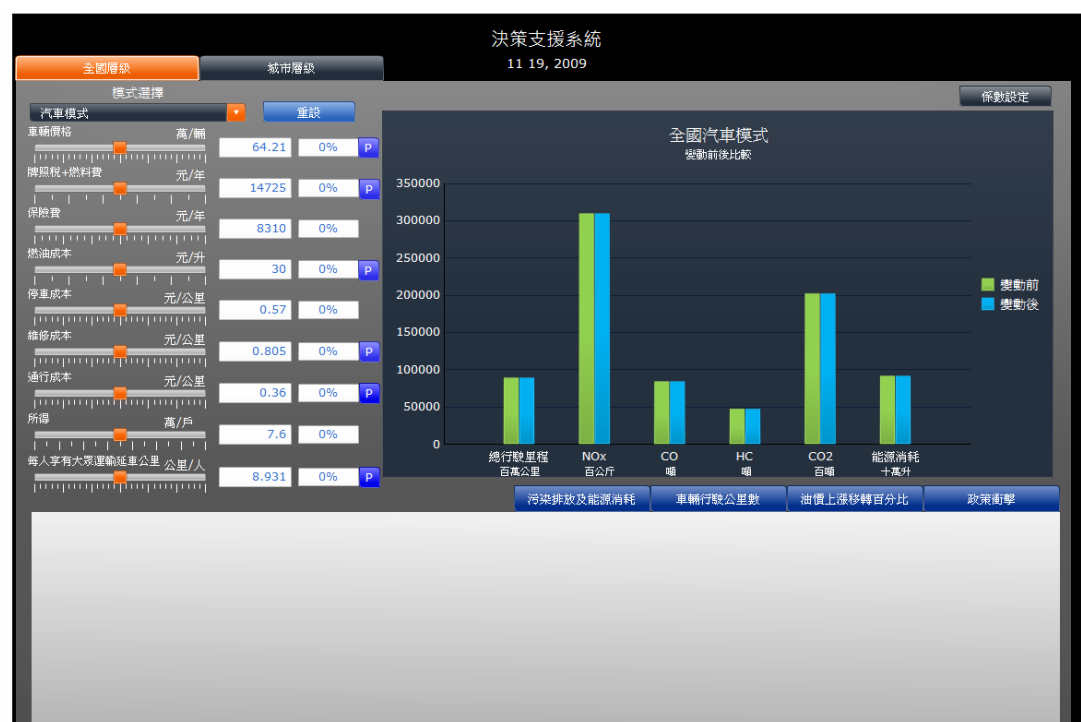 決策支援系統
11 19, 2009
全國層級
城市層級
模式選擇
係數設定
汽車模式
重設
車輛價格
萬/輛
64.21
0%
P
牌照稅+燃料費
元/年
14725
0%
P
保險費
元/年
8310
0%
燃油成本
元/升
30
0%
P
停車成本
元/公里
0.57
0%
維修成本
元/公里
0.805
0%
P
通行成本
元/公里
0.36
0%
P
所得
萬/戶
7.6
0%
每人享有大眾運輸延車公里
公里/人
8.931
0%
P
全國汽車模式
變動前後比較
350000
300000
250000
200000
150000
100000
50000
0
總行駛里程
百萬公里
NOx
百公斤
CO
噸
HC
噸
CO2
百噸
能源消耗
十萬升
變動前
變動後
污染排放及能源消耗
車輛行駛公里數
油價上漲移轉百分比
政策衝擊